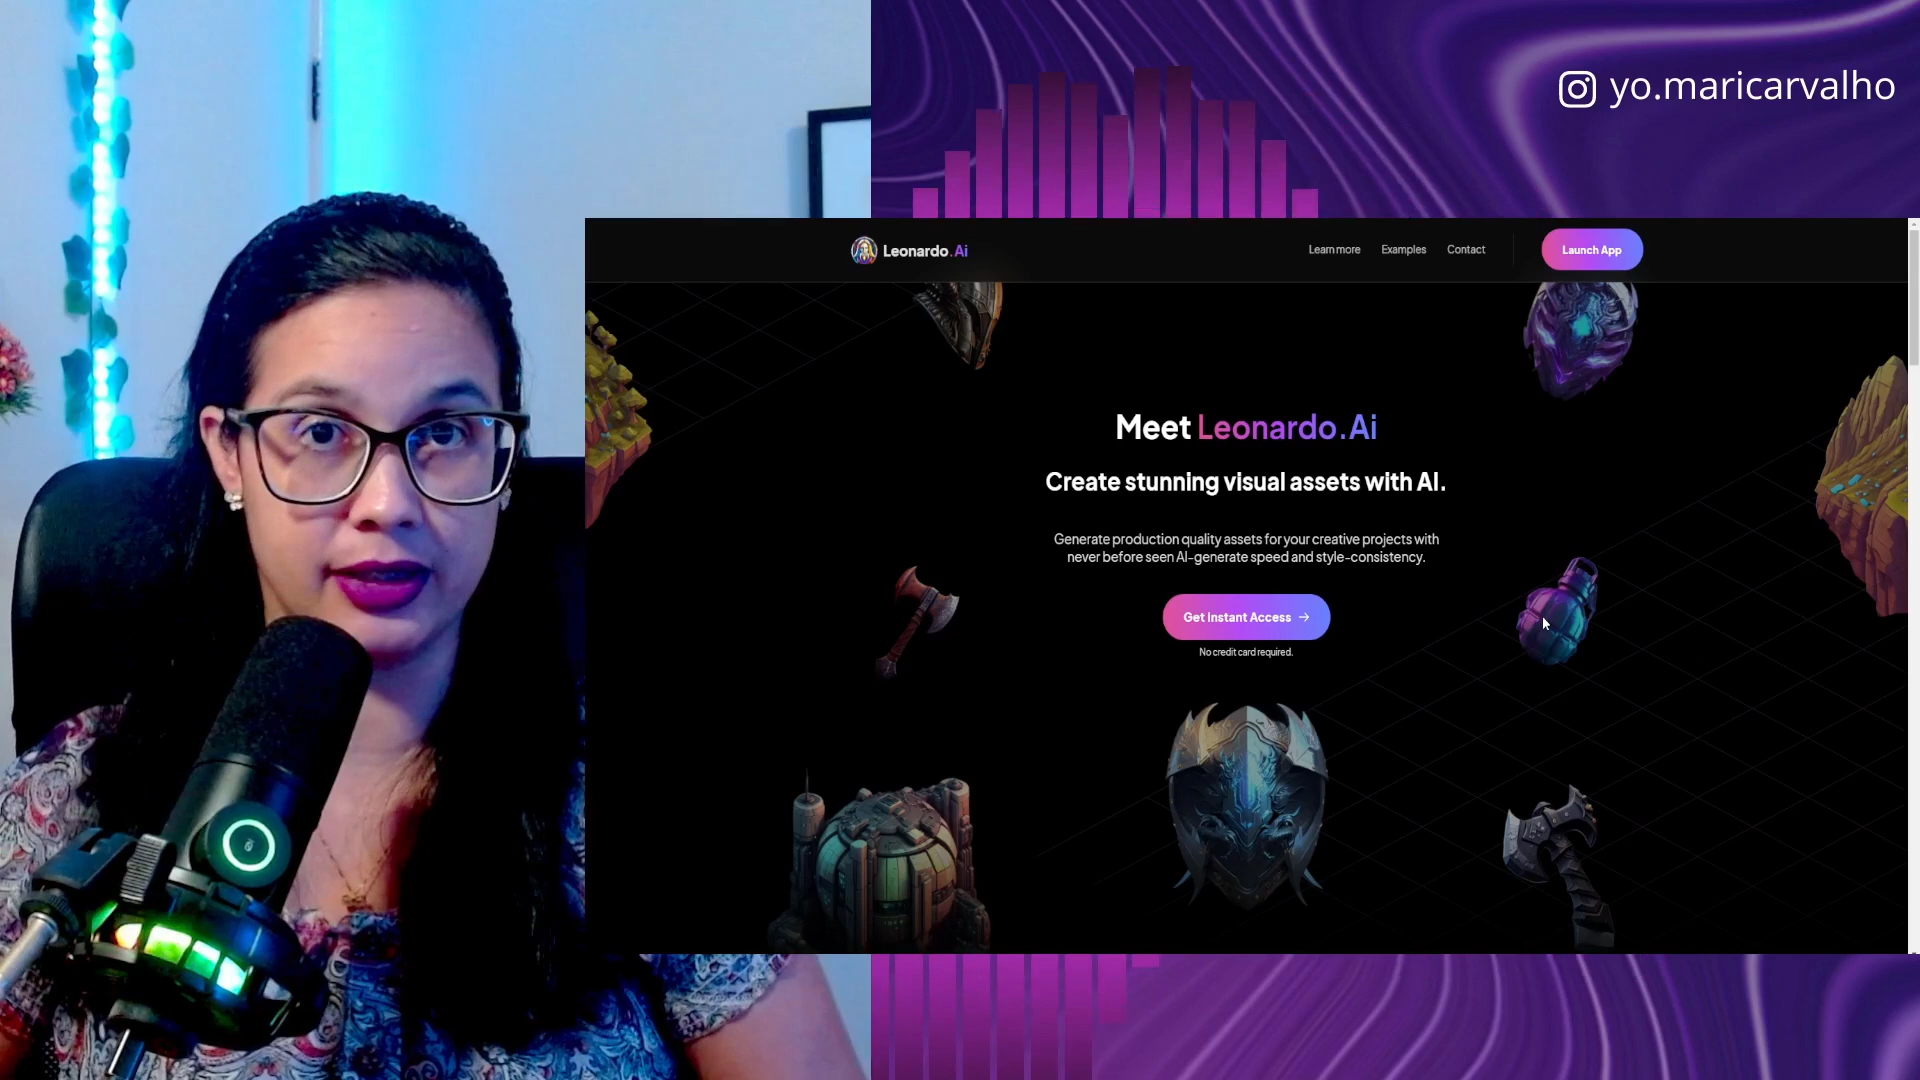 yo.maricarvalho
Leonardo.Ai
Learn more
Examples
Contact
Launch App
Meet Leonardo.Ai
Create stunning visual assets with AI.
Generate production quality assets for your creative projects with
never before seen AI-generate speed and style-consistency.
Get Instant Access →
No credit card required.